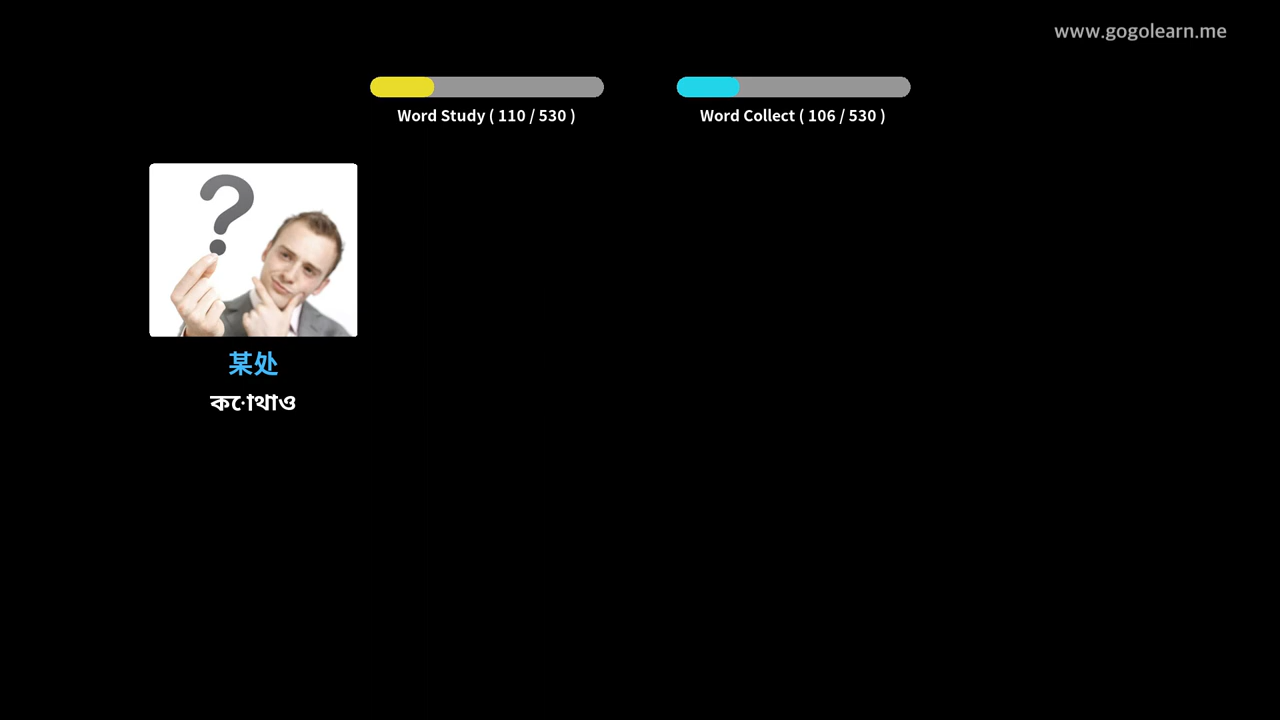 www.gogolearn.me
Word Study ( 110 / 530 )
Word Collect ( 106 / 530 )
?
某处
কোথাও